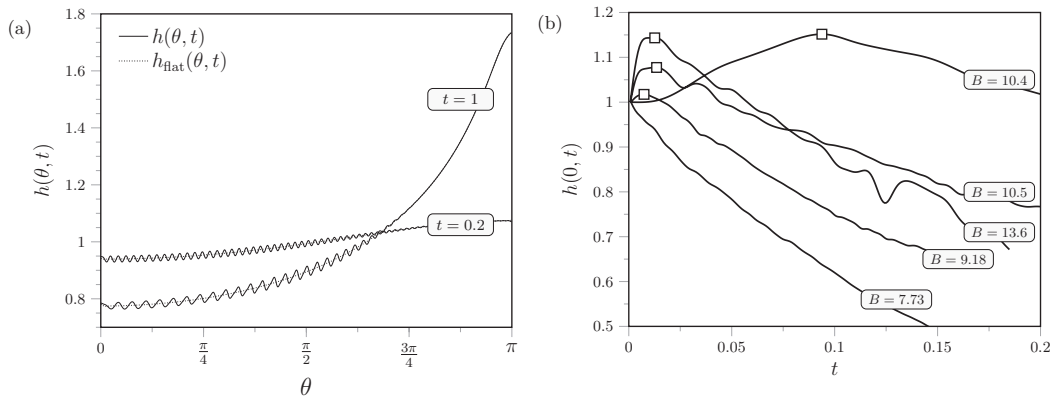 (a)
1.8
1.6
1.4
1.2
1
0.8
h(θ, t)
h(θ, t)
h_flat(θ, t)
t = 1
t = 0.2
0
π/4
π/2
3π/4
π
θ
(b)
1.2
1.1
1
0.9
0.8
0.7
0.6
0.5
h(0, t)
B = 10.4
B = 10.5
B = 13.6
B = 9.18
B = 7.73
0
0.05
0.1
0.15
0.2
t